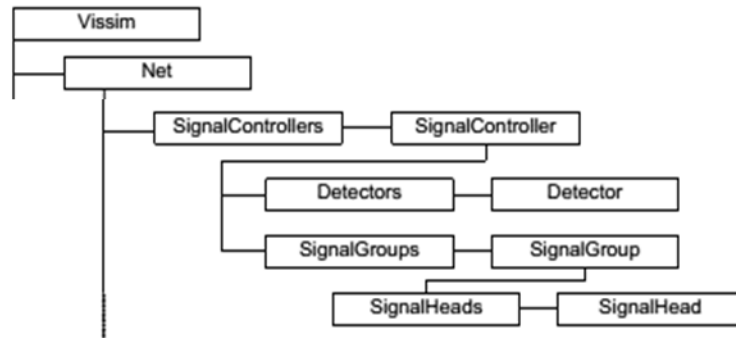 Vissim
Net
SignalControllers
SignalController
Detectors
Detector
SignalGroups
SignalGroup
SignalHeads
SignalHead